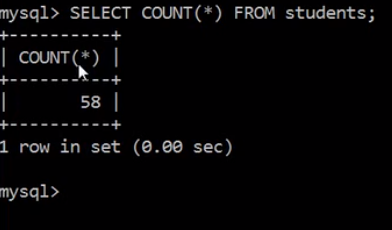 mysql> SELECT COUNT(*) FROM students;
+----------+
| COUNT(*) |
+----------+
|       58 |
+----------+
1 row in set (0.00 sec)
mysql>